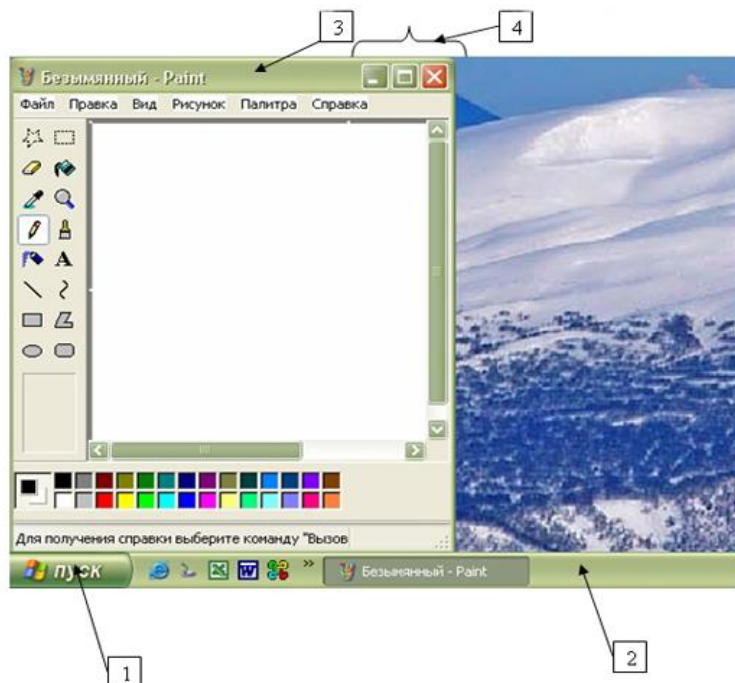 3
4
Безымянный - Paint
Файл Правка Вид Рисунок Палитра Справка
A
Для получения справки выберите команду "Вызов
пуск
» Безымянный - Paint
1
2